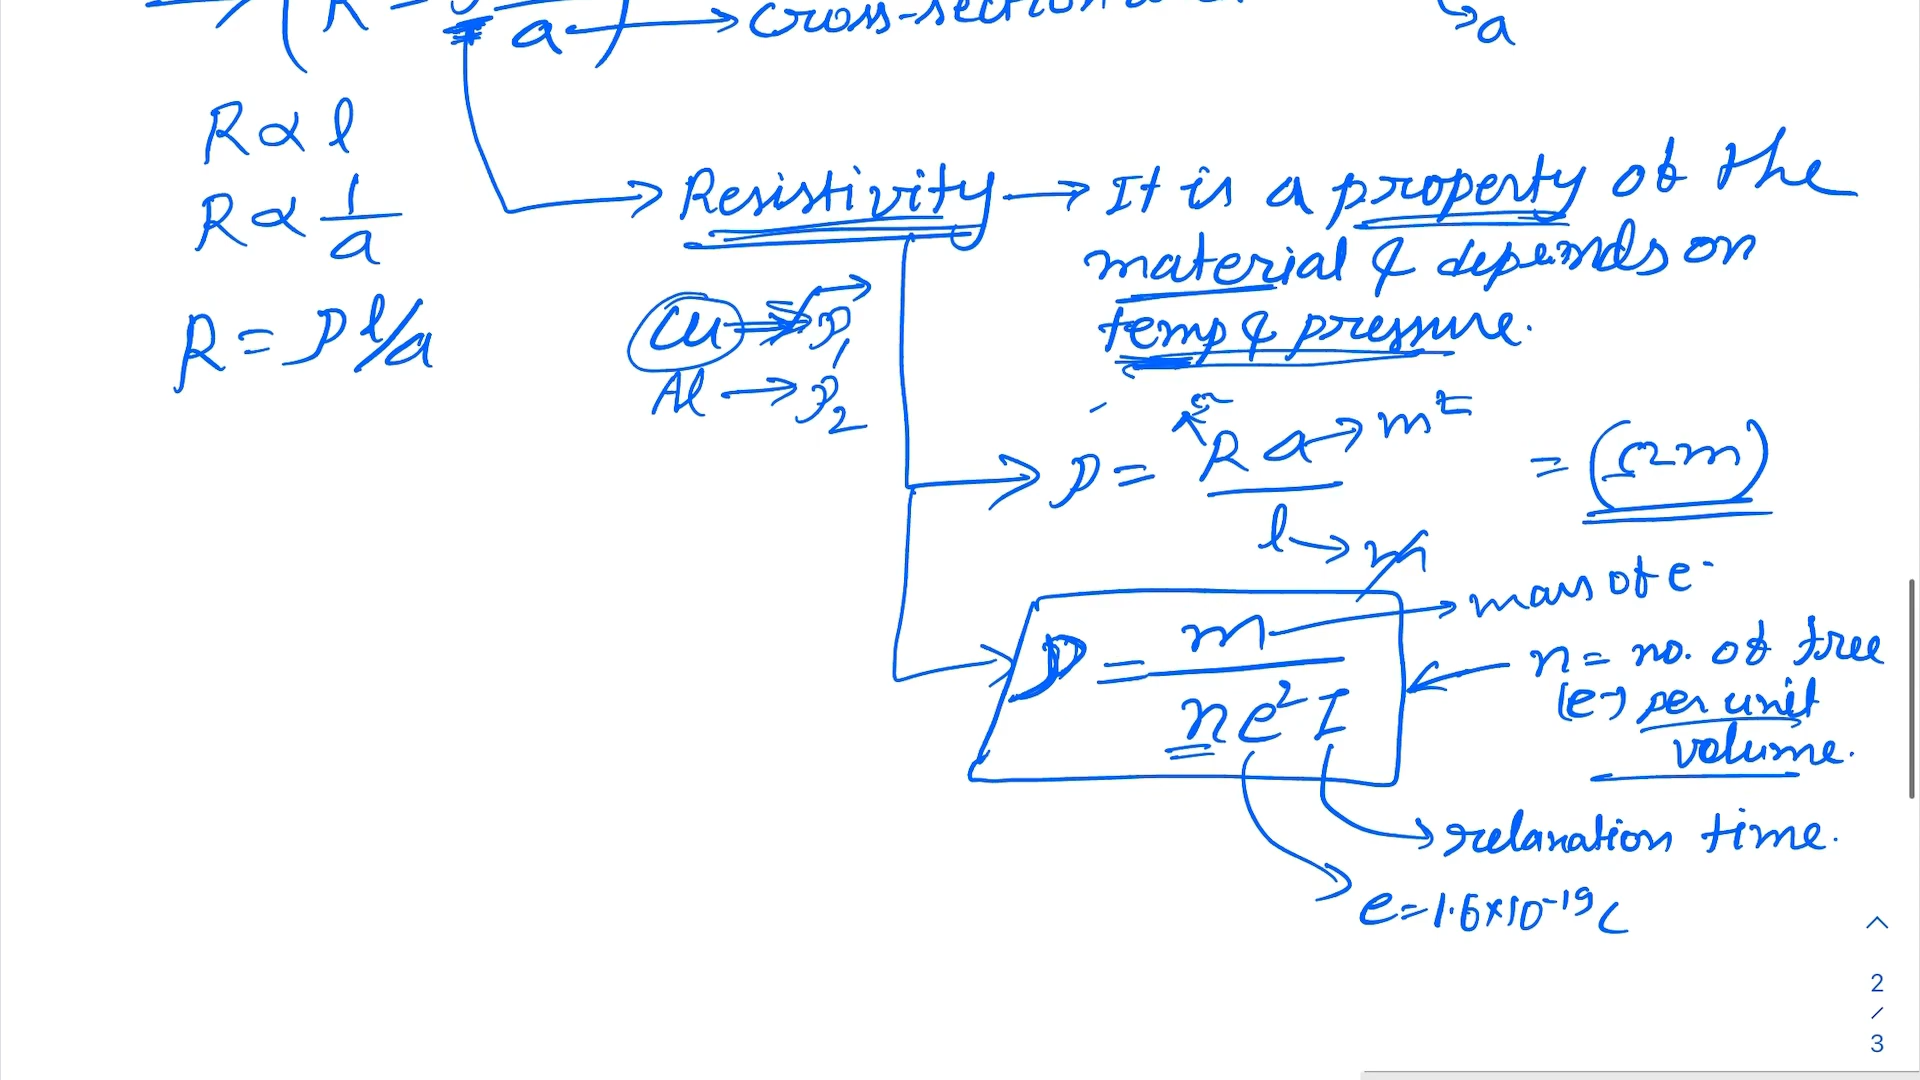 a → cross-section
a
R ∝ l
R ∝ 1/a
R = ρ l/a
Resistivity → It is a property of the
material & depends on
temp & pressure.
Cu → ρ1
Al → ρ2
ρ = R a → m² = (Ωm)
l → m
ρ = m / ne²τ
mass of e-
n = no. of free
(e-) per unit
volume.
relaxation time.
e = 1.6×10-19 C
2
/
3